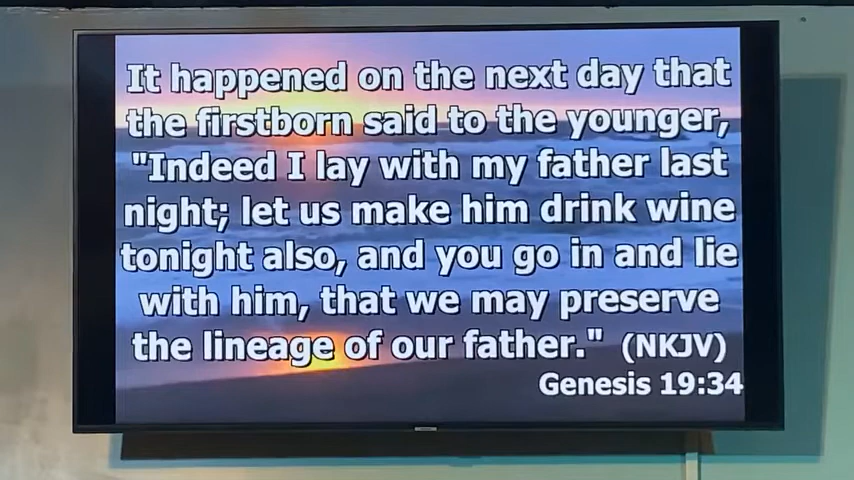 It happened on the next day that
the firstborn said to the younger,
"Indeed I lay with my father last
night; let us make him drink wine
tonight also, and you go in and lie
with him, that we may preserve
the lineage of our father." (NKJV)
Genesis 19:34